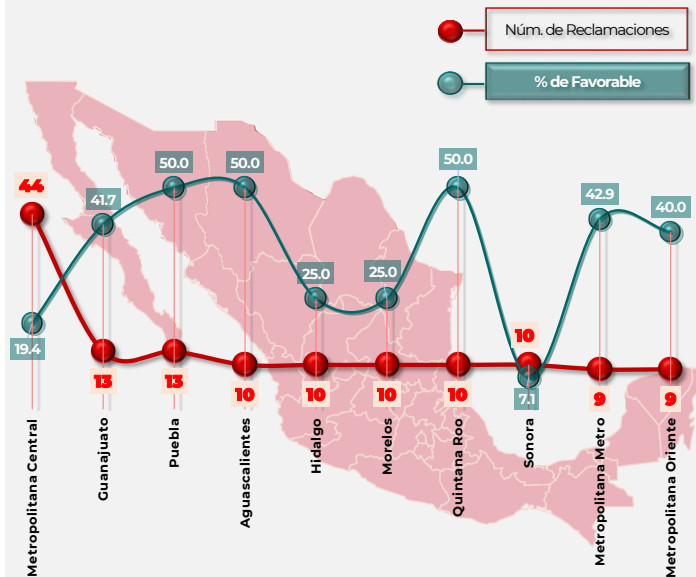 Núm. de Reclamaciones
% de Favorable
44
19.4
41.7
13
50.0
13
50.0
10
25.0
10
25.0
10
50.0
10
10
7.1
42.9
9
40.0
9
Metropolitana Central
Guanajuato
Puebla
Aguascalientes
Hidalgo
Morelos
Quintana Roo
Sonora
Metropolitana Metro
Metropolitana Oriente